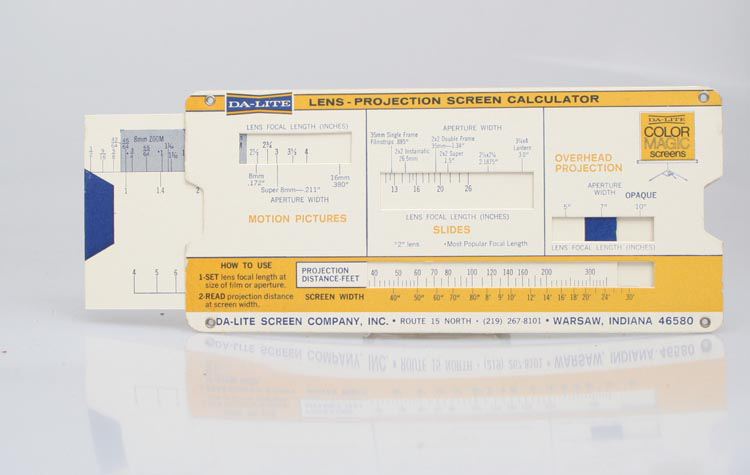 DA-LITE
LENS - PROJECTION SCREEN CALCULATOR
8mm ZOOM
1 1.4 2
4 5 6
LENS FOCAL LENGTH (INCHES)
2½ 2¾ 3 3½ 4
8mm 16mm
.172" .380"
Super 8mm—.211"
APERTURE WIDTH
MOTION PICTURES
APERTURE WIDTH
35mm Single Frame
Filmstrips .885"
2x2 Instamatic
26.5mm
2x2 Double Frame
35mm—1.38"
2x2 Super
1.5"
2¾x2¾
2.1875"
3¼x4
Lantern
3.0"
13 16 20 26
LENS FOCAL LENGTH (INCHES)
SLIDES
"2" lens •Most Popular Focal Length
DA-LITE
COLOR
MAGIC
screens
OVERHEAD
PROJECTION
APERTURE
WIDTH
OPAQUE
5" 7" 10"
LENS FOCAL LENGTH (INCHES)
HOW TO USE
1-SET lens focal length at
size of film or aperture.
2-READ projection distance
at screen width.
PROJECTION
DISTANCE-FEET
40 50 60 70 80 100 120 140 160 200 300
SCREEN WIDTH
40" 50" 60" 70" 8' 9' 10' 12' 14' 16' 18' 20' 24' 30'
DA-LITE SCREEN COMPANY, INC. • ROUTE 15 NORTH • (219) 267-8101 • WARSAW, INDIANA 46580